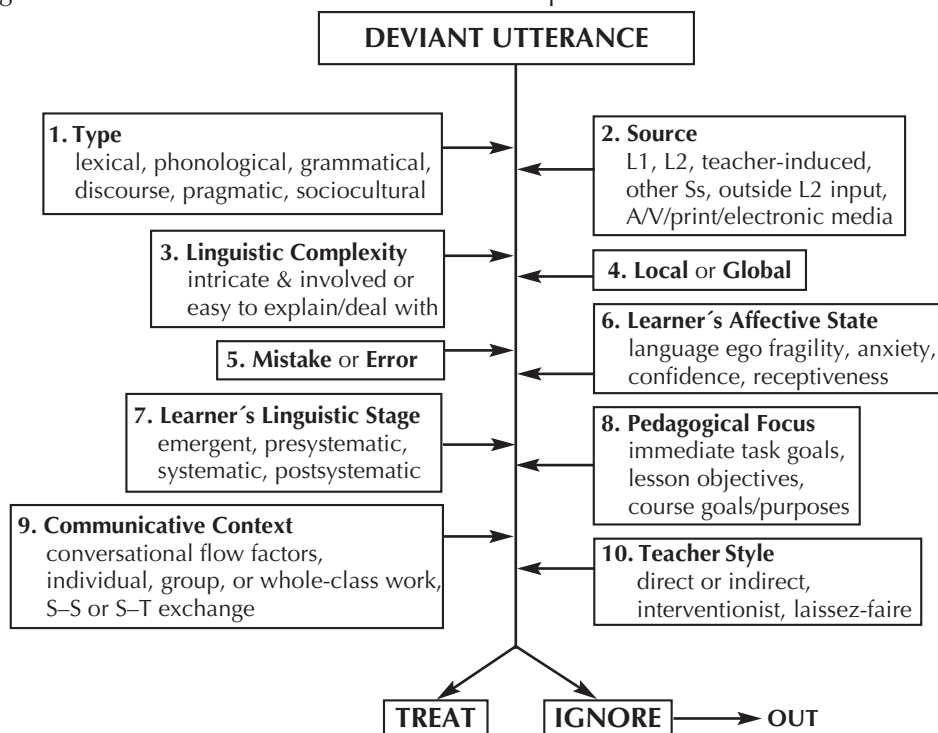 DEVIANT UTTERANCE
1. Type
lexical, phonological, grammatical,
discourse, pragmatic, sociocultural
2. Source
L1, L2, teacher-induced,
other Ss, outside L2 input,
A/V/print/electronic media
3. Linguistic Complexity
intricate & involved or
easy to explain/deal with
4. Local or Global
5. Mistake or Error
6. Learner´s Affective State
language ego fragility, anxiety,
confidence, receptiveness
7. Learner´s Linguistic Stage
emergent, presystematic,
systematic, postsystematic
8. Pedagogical Focus
immediate task goals,
lesson objectives,
course goals/purposes
9. Communicative Context
conversational flow factors,
individual, group, or whole-class work,
S–S or S–T exchange
10. Teacher Style
direct or indirect,
interventionist, laissez-faire
TREAT
IGNORE
OUT